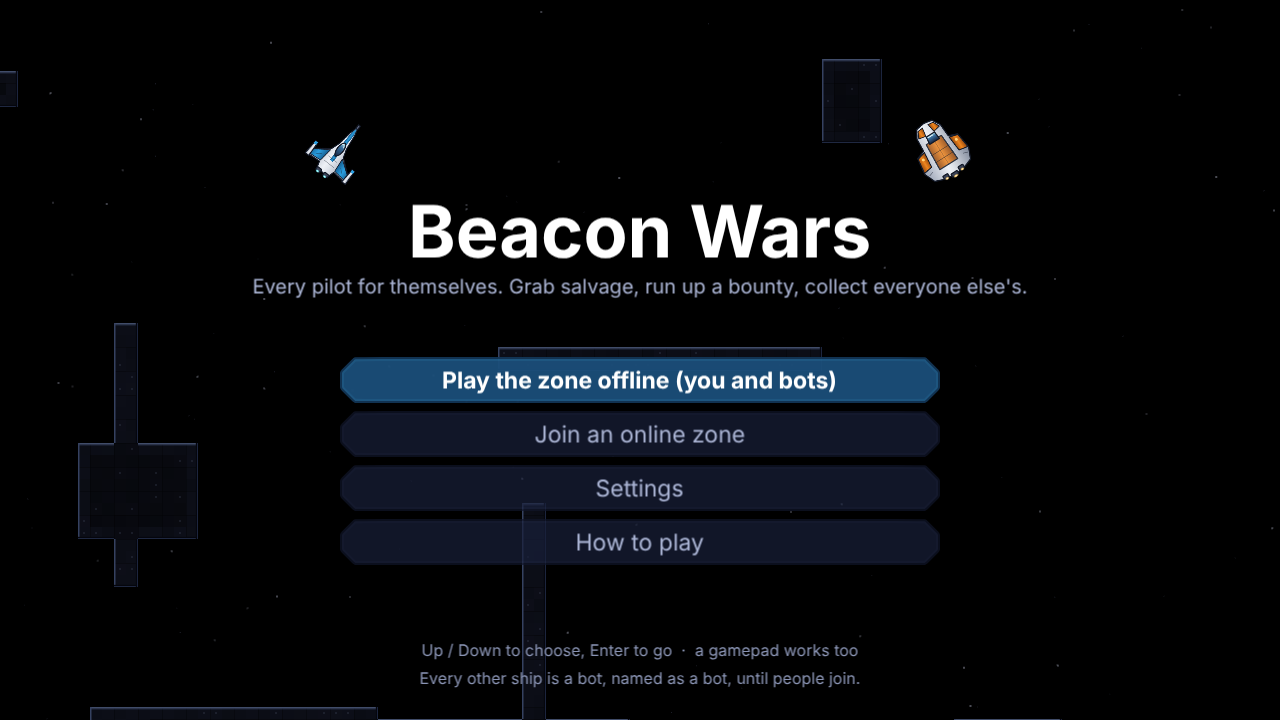 Beacon Wars
Every pilot for themselves. Grab salvage, run up a bounty, collect everyone else's.
Play the zone offline (you and bots)
Join an online zone
Settings
How to play
Up / Down to choose, Enter to go · a gamepad works too
Every other ship is a bot, named as a bot, until people join.